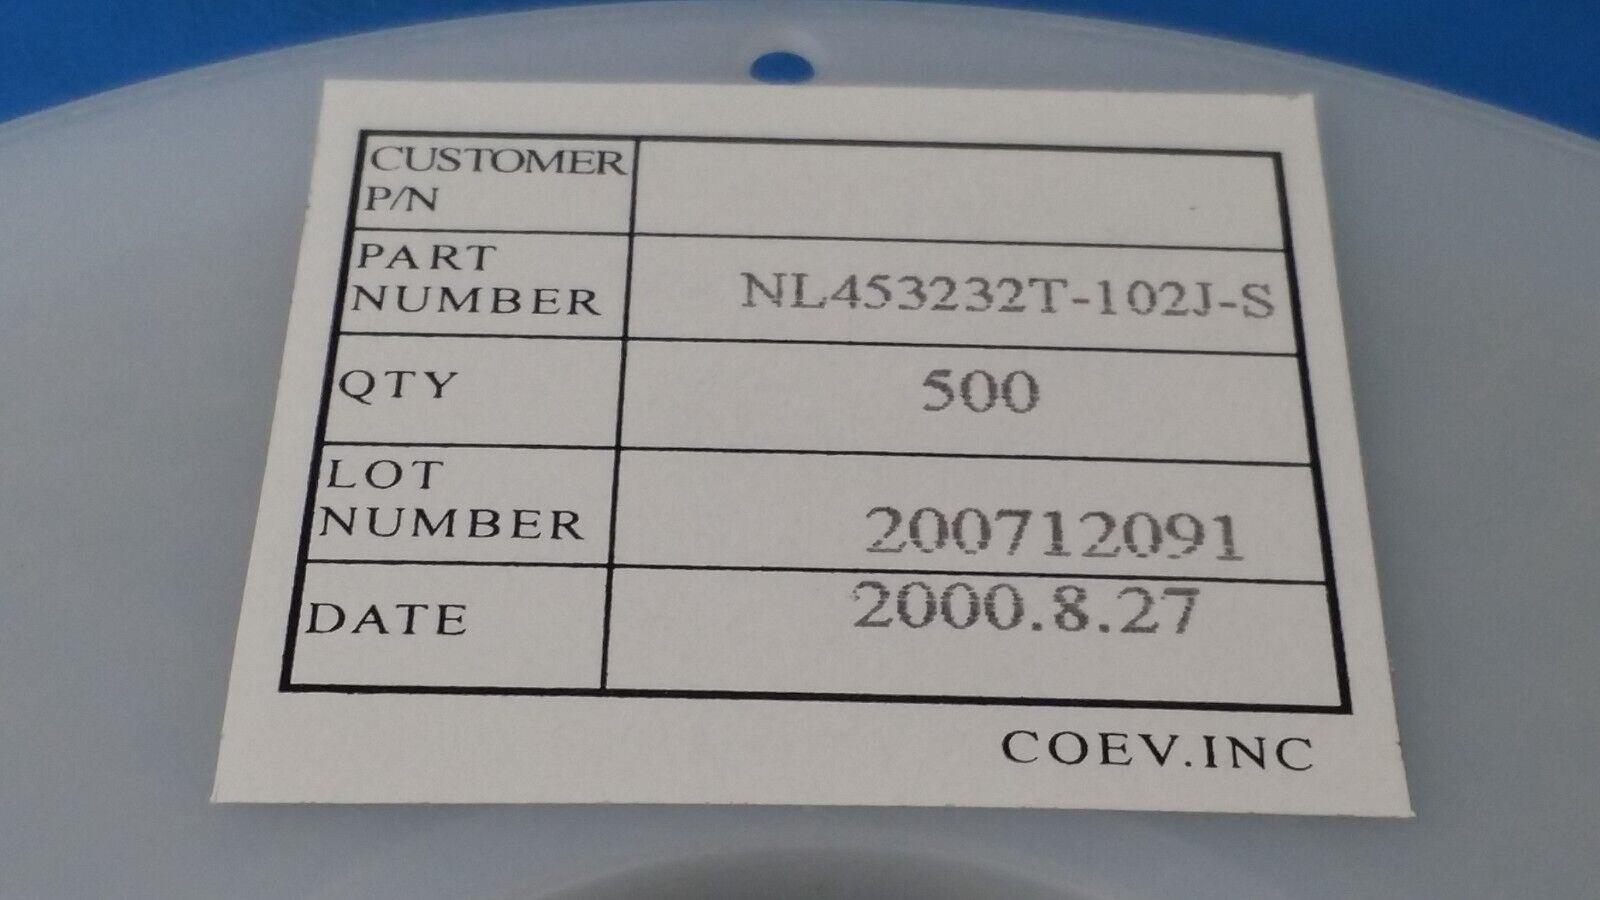 CUSTOMER
P/N
PART
NUMBER
NL453232T-102J-S
QTY
500
LOT
NUMBER
200712091
DATE
2000.8.27
COEV.INC